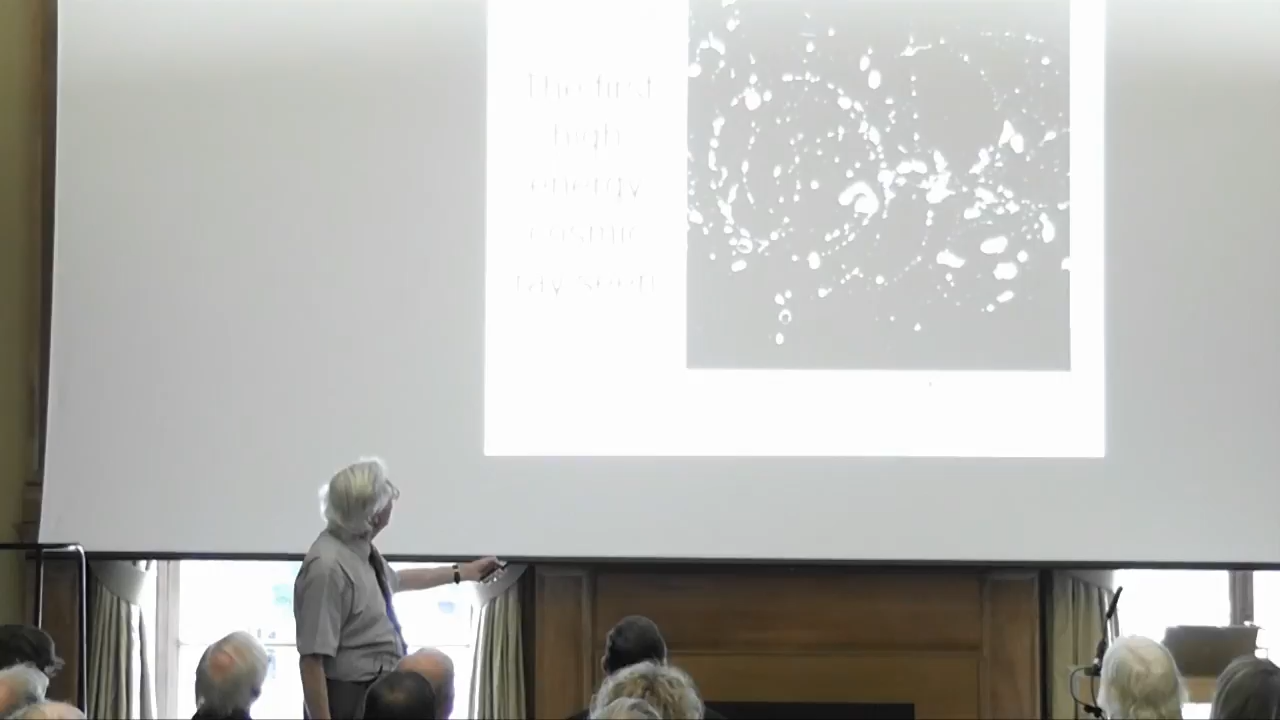 The first
high
energy
cosmic
ray seen